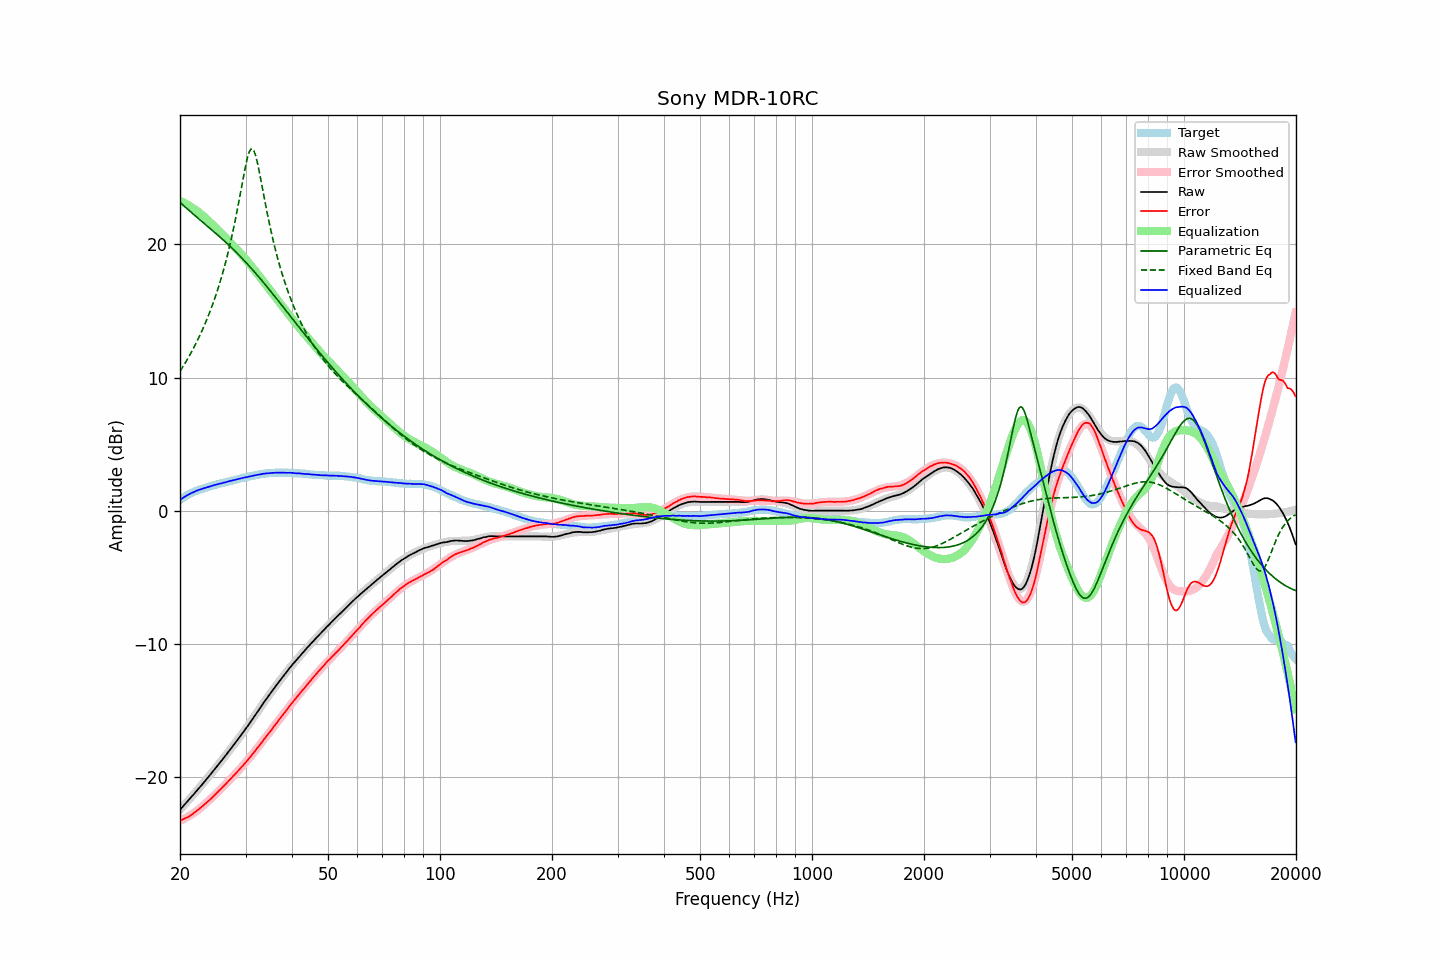 Sony MDR-10RC
Target
Raw Smoothed
Error Smoothed
Raw
Error
Equalization
Parametric Eq
Fixed Band Eq
Equalized
Amplitude (dBr)
20
10
0
−10
−20
20
50
100
200
500
1000
2000
5000
10000
20000
Frequency (Hz)